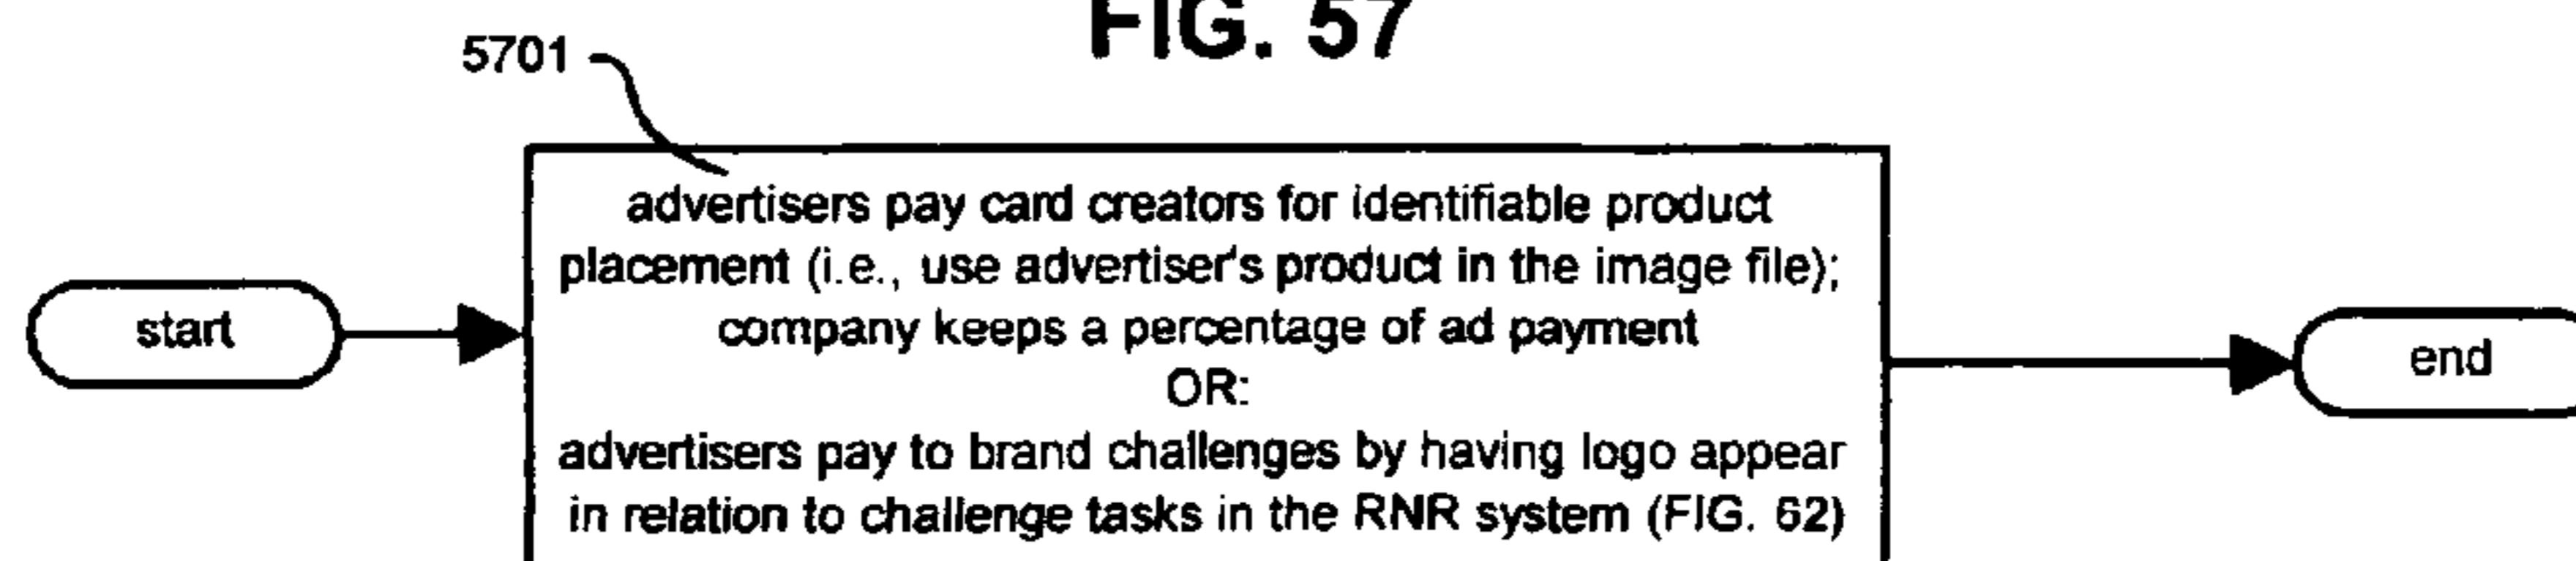 FIG. 57
5701
advertisers pay card creators for identifiable product
placement (i.e., use advertiser's product in the image file);
company keeps a percentage of ad payment
OR:
advertisers pay to brand challenges by having logo appear
in relation to challenge tasks in the RNR system (FIG. 62)
start
end